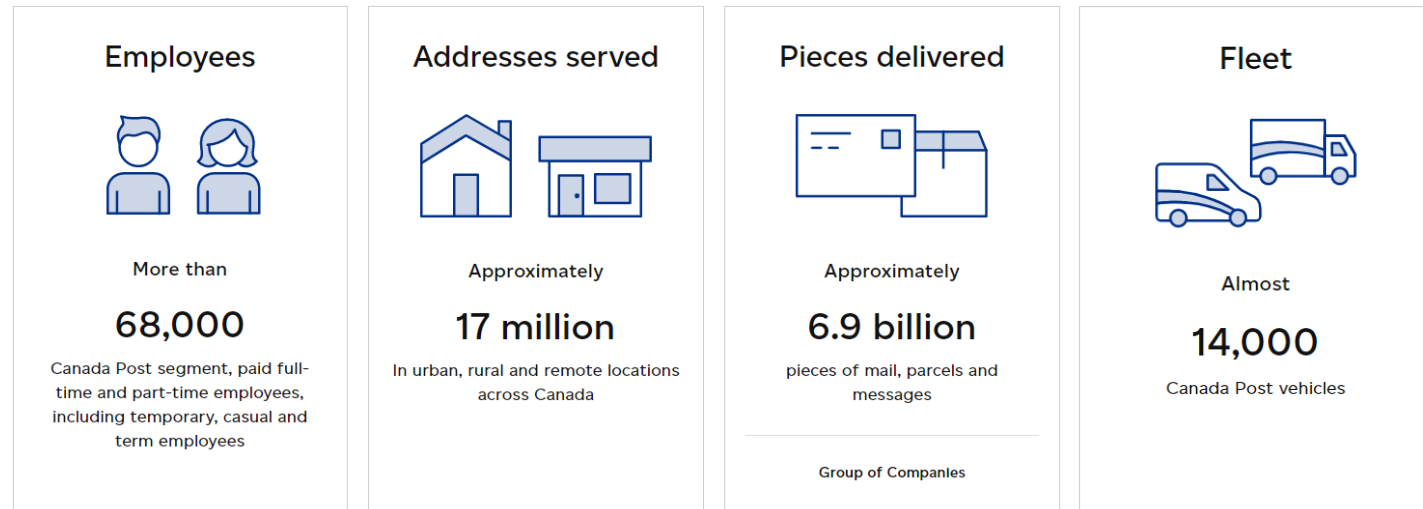 Employees
More than
68,000
Canada Post segment, paid full-
time and part-time employees,
including temporary, casual and
term employees
Addresses served
Approximately
17 million
In urban, rural and remote locations
across Canada
Pieces delivered
Approximately
6.9 billion
pieces of mail, parcels and
messages
Group of Companies
Fleet
Almost
14,000
Canada Post vehicles